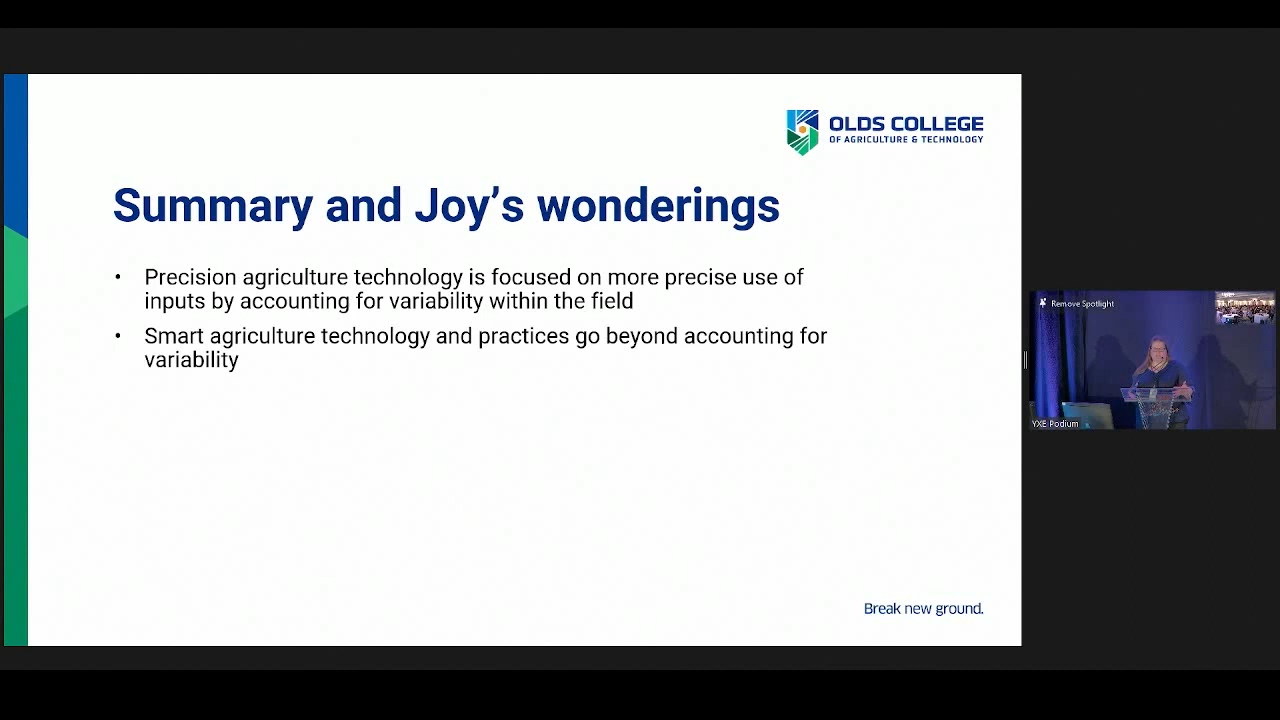 OLDS COLLEGE
OF AGRICULTURE & TECHNOLOGY
Summary and Joy’s wonderings
• Precision agriculture technology is focused on more precise use of
inputs by accounting for variability within the field
• Smart agriculture technology and practices go beyond accounting for
variability
Break new ground.
Remove Spotlight
YXE Podium